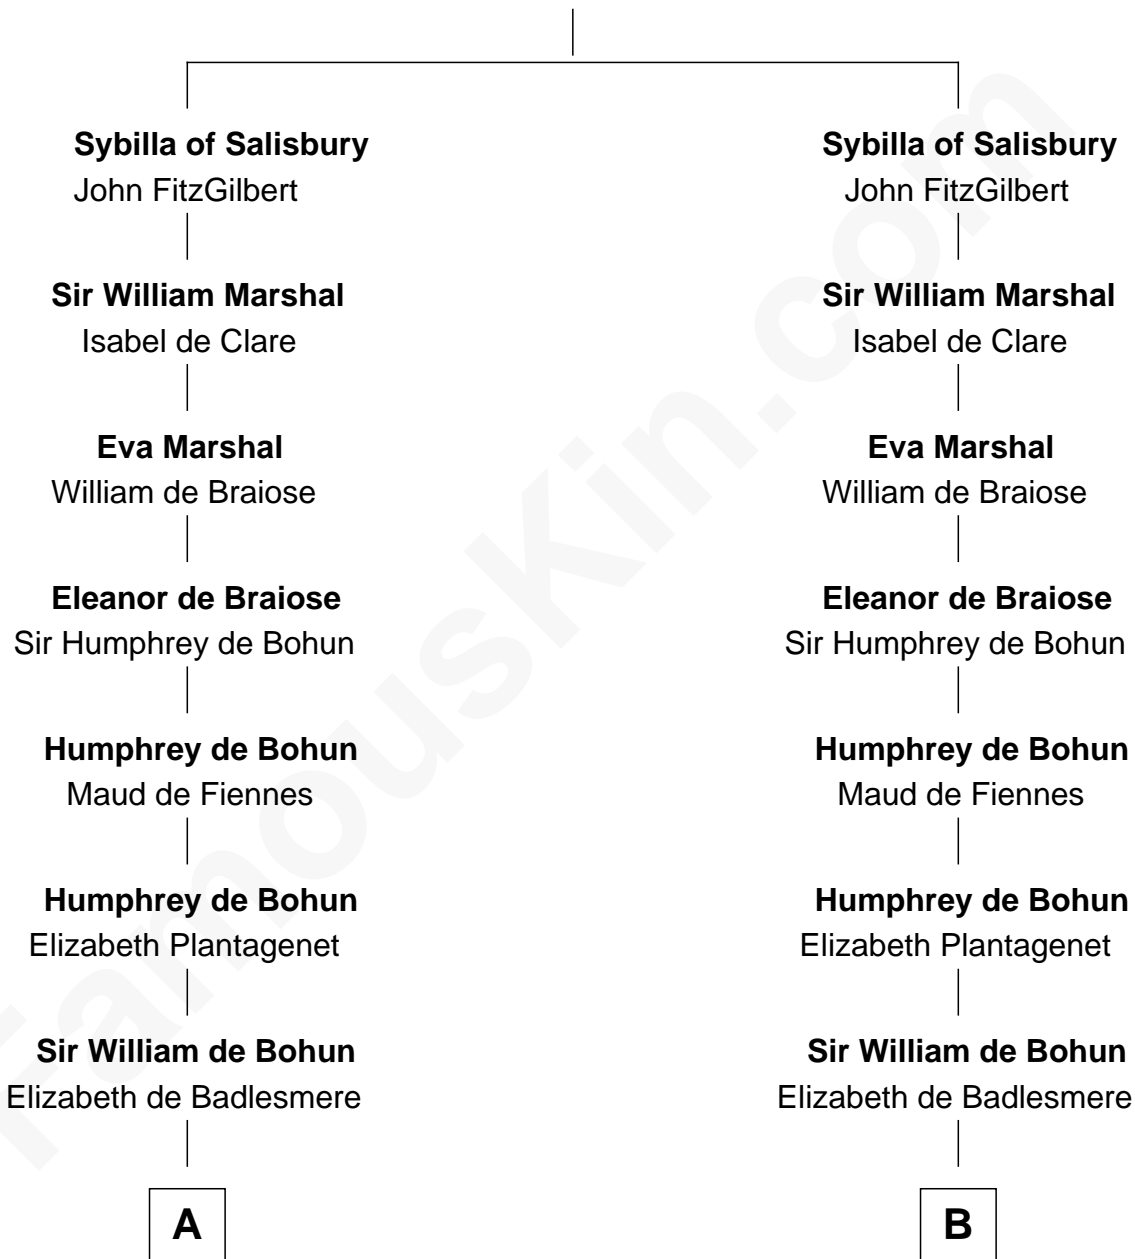 Sybilla of Salisbury Sybilla of Salisbury
John FitzGilbert John FitzGilbert
Sir William Marshal Sir William Marshal
Isabel de Clare Isabel de Clare
Eva Marshal Eva Marshal
William de Braiose William de Braiose
Eleanor de Braiose Eleanor de Braiose
Sir Humphrey de Bohun Sir Humphrey de Bohun
Humphrey de Bohun Humphrey de Bohun
Maud de Fiennes Maud de Fiennes
Humphrey de Bohun Humphrey de Bohun
Elizabeth Plantagenet Elizabeth Plantagenet
Sir William de Bohun Sir William de Bohun
Elizabeth de Badlesmere Elizabeth de Badlesmere
A B
FamousKin.com